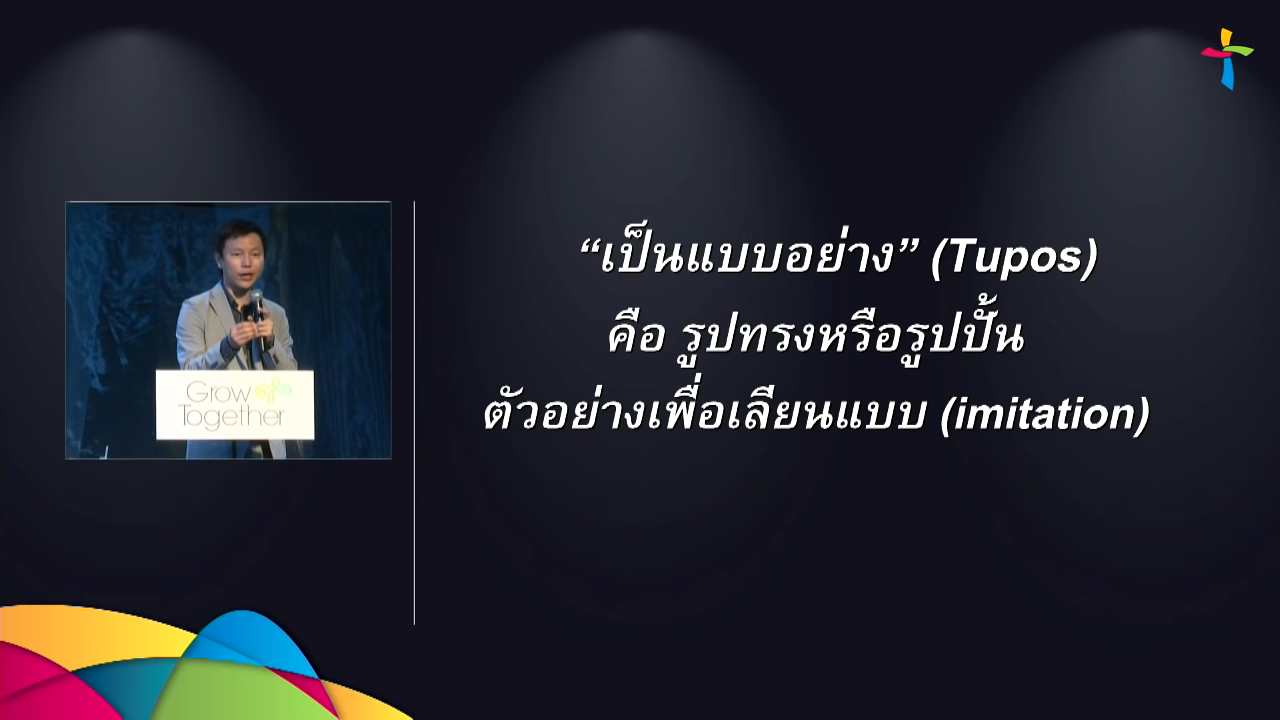 Grow
Together
“เป็นแบบอย่าง” (Tupos)
คือ รูปทรงหรือรูปปั้น
ตัวอย่างเพื่อเลียนแบบ (imitation)